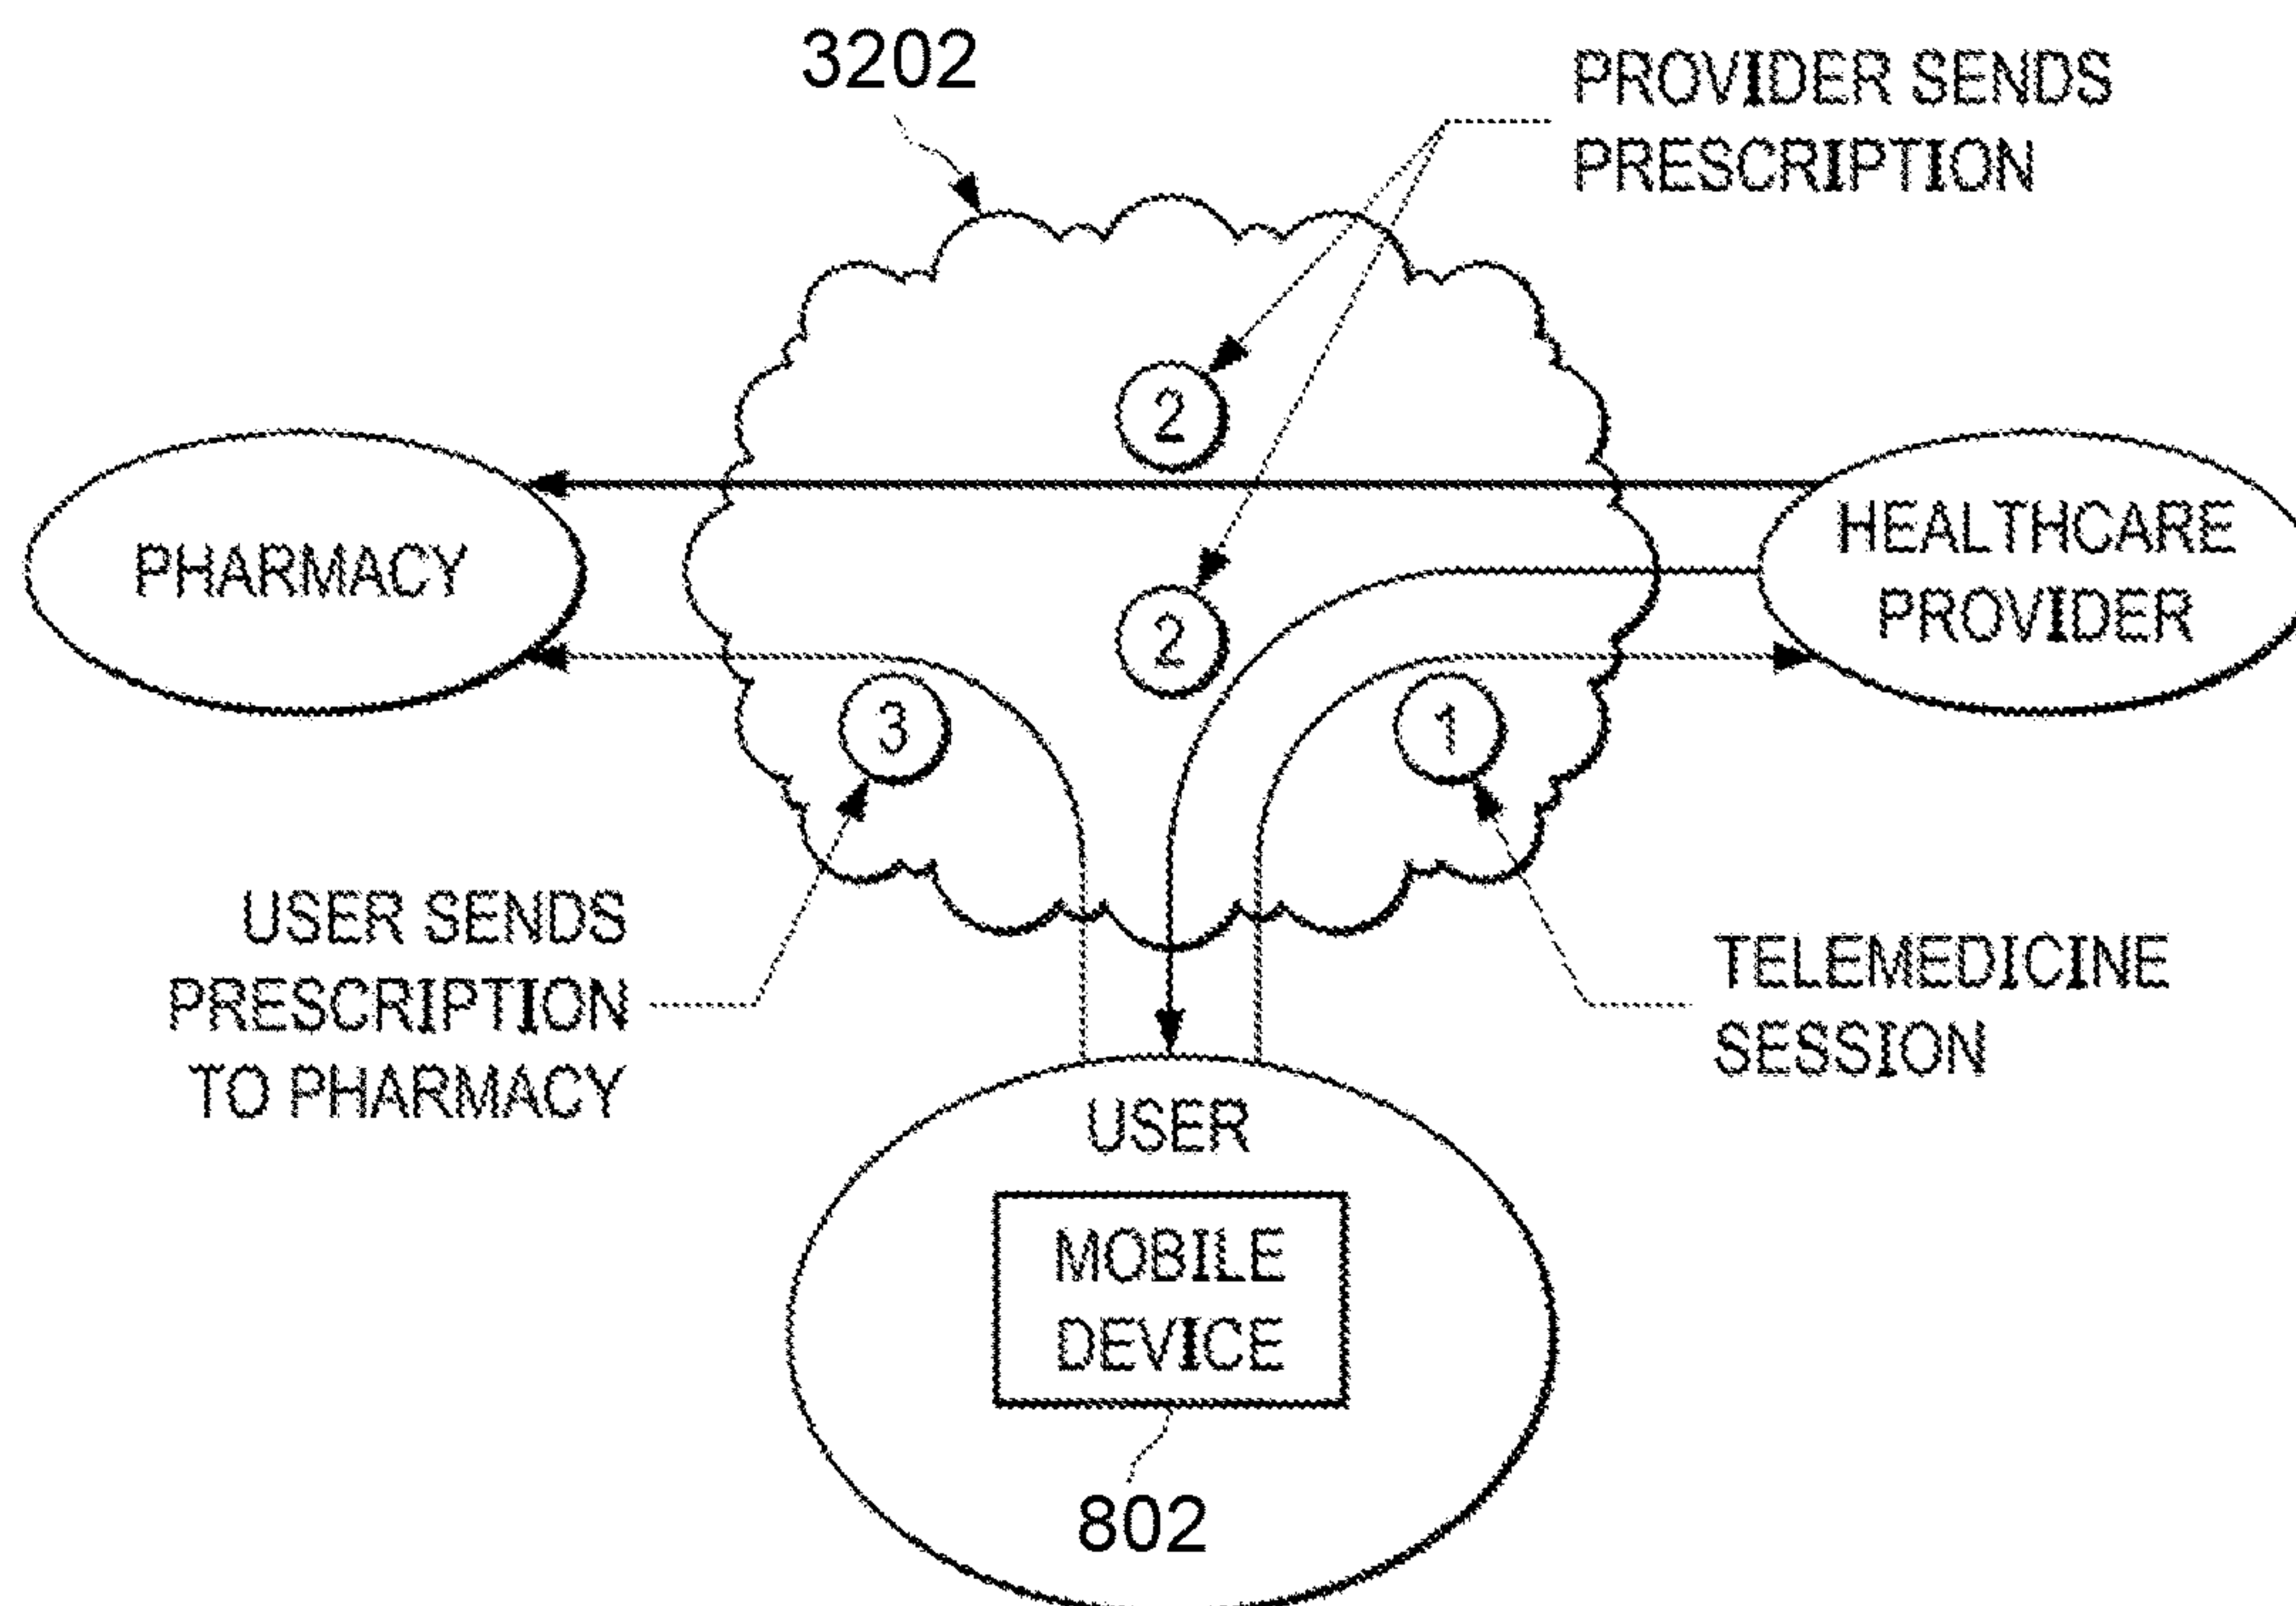 3202
PROVIDER SENDS
PRESCRIPTION
2
PHARMACY
HEALTHCARE
PROVIDER
2
3
1
USER SENDS
PRESCRIPTION
TO PHARMACY
TELEMEDICINE
SESSION
USER
MOBILE
DEVICE
802